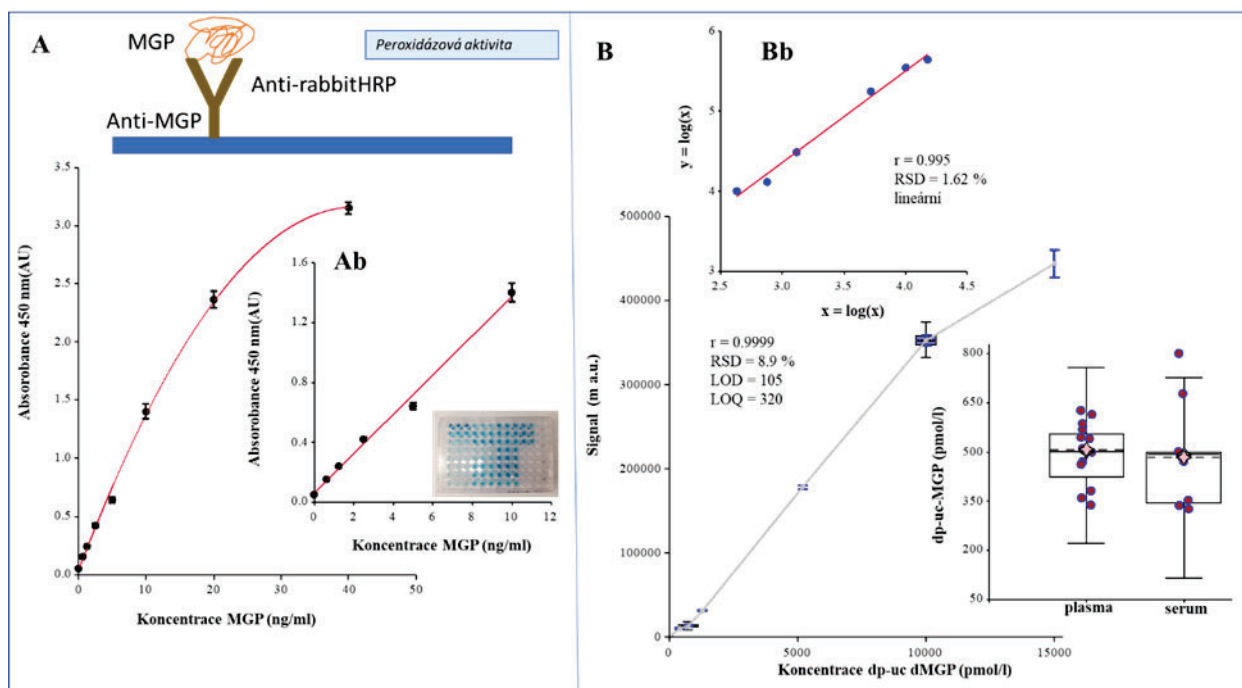 A
MGP
Peroxidázová aktivita
Anti-rabbitHRP
Anti-MGP
3.5
3.0
2.5
2.0
1.5
1.0
0.5
0.0
Absorobance 450 nm(AU)
0 10 20 30 40 50
Koncentrace MGP (ng/ml)
Ab
1.6
1.2
0.8
0.4
0.0
Absorobance 450 nm(AU)
0 2 4 6 8 10 12
Koncentrace MGP (ng/ml)
B
Bb
6
5
4
3
y = log(x)
r = 0.995
RSD = 1.62 %
lineární
2.5 3.0 3.5 4.0 4.5
x = log(x)
500000
400000
300000
200000
100000
0
Signal (m a.u.)
r = 0.9999
RSD = 8.9 %
LOD = 105
LOQ = 320
0 5000 10000 15000
Koncentrace dp-uc dMGP (pmol/l)
800
650
500
350
200
50
dp-uc-MGP (pmol/l)
plasma serum